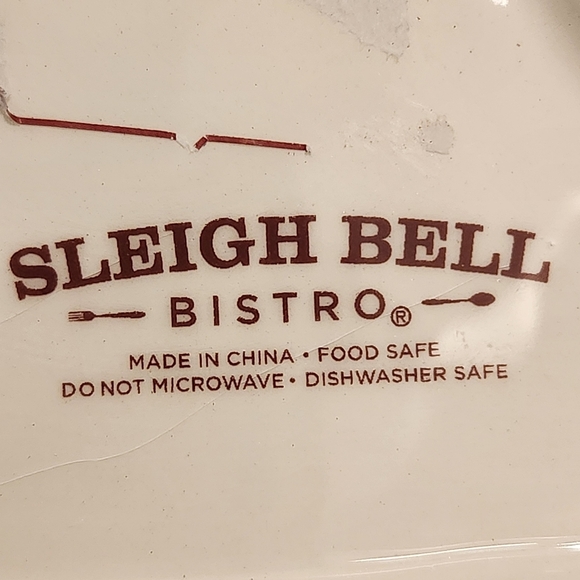 SLEIGH BELL
BISTRO®
MADE IN CHINA • FOOD SAFE
DO NOT MICROWAVE • DISHWASHER SAFE